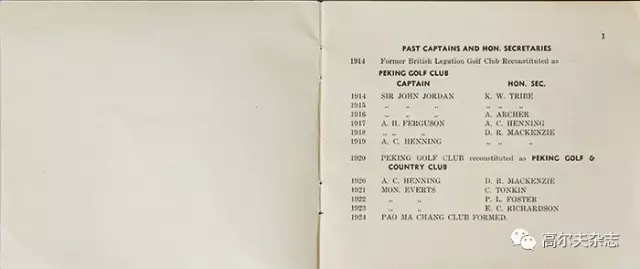 1
PAST CAPTAINS AND HON. SECRETARIES
1914 Former British Legation Golf Club Reconstituted as
PEKING GOLF CLUB
CAPTAIN HON. SEC.
1914 SIR JOHN JORDAN K. W. TRIBE
1915 ,, ,, ,, ,, ,, ,,
1916 ,, ,, ,, A. ARCHER
1917 A. H. FERGUSON A. C. HENNING
1918 ,, ,, ,, D. R. MACKENZIE
1919 A. C. HENNING ,, ,, ,,
1920 PEKING GOLF CLUB reconstituted as PEKING GOLF &
COUNTRY CLUB
1920 A. C. HENNING D. R. MACKENZIE
1921 MON. EVERTS C. TONKIN
1922 ,, ,, P. L. FOSTER
1923 ,, ,, E. C. RICHARDSON
1924 PAO MA CHANG CLUB FORMED.
高尔夫杂志